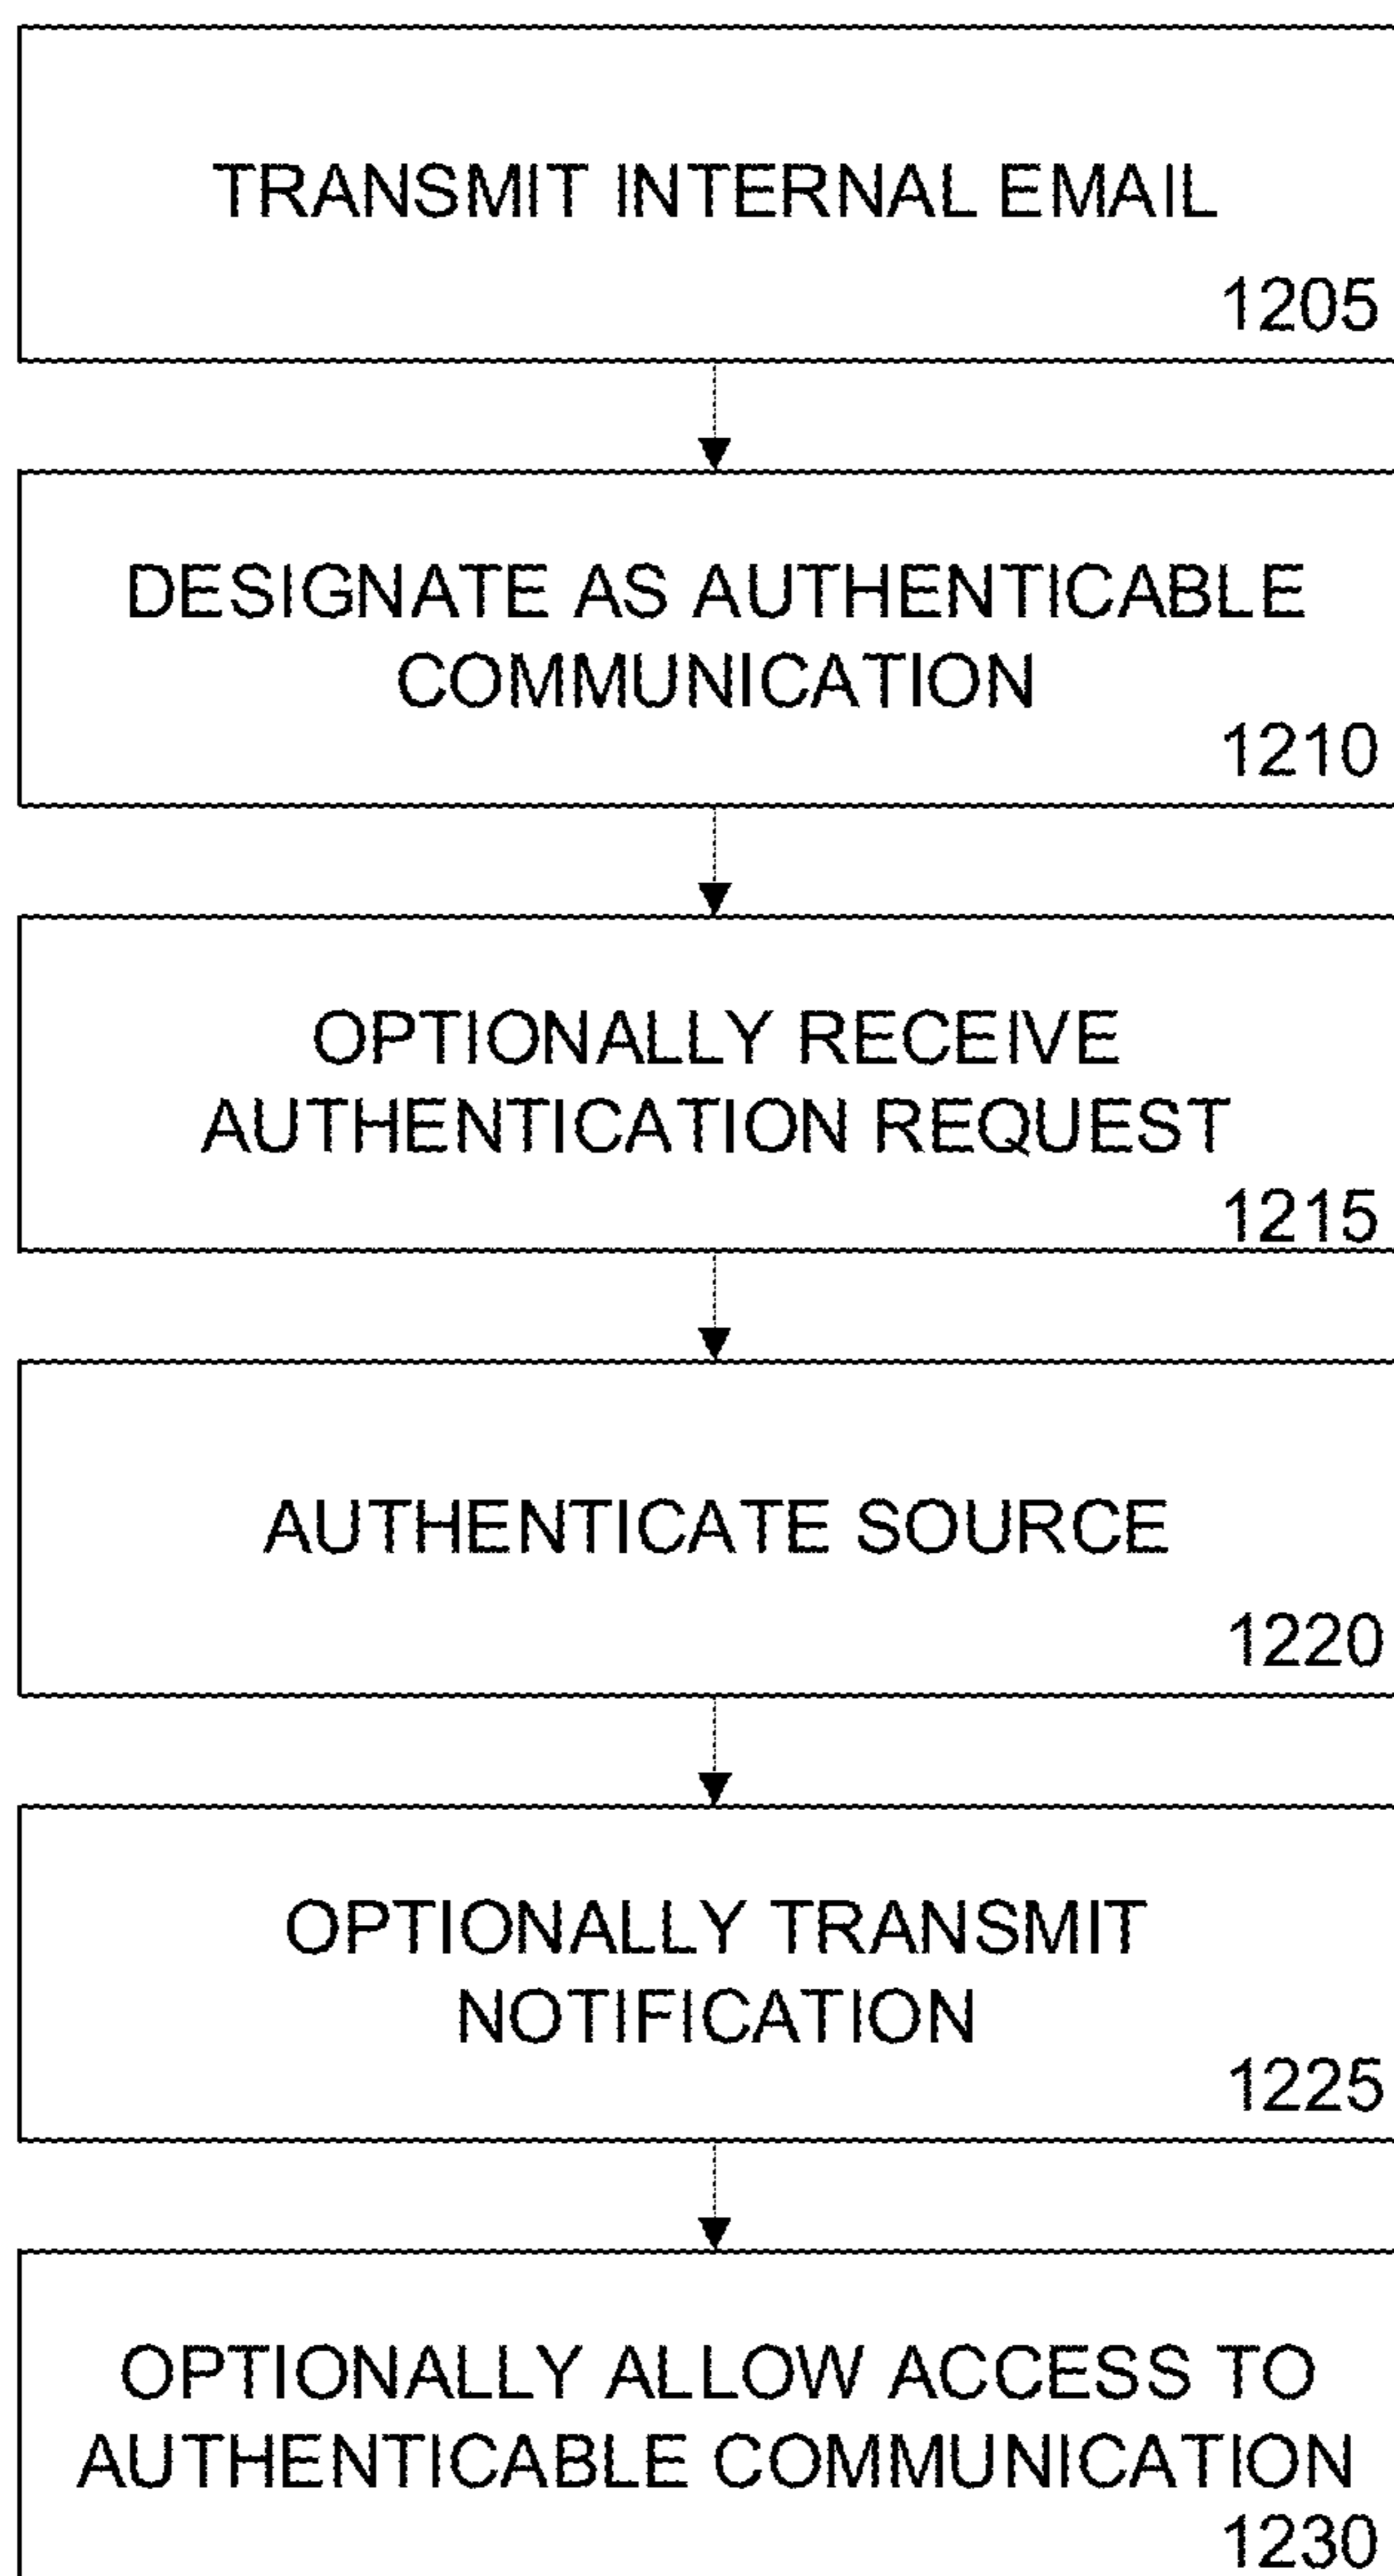 TRANSMIT INTERNAL EMAIL
1205
DESIGNATE AS AUTHENTICABLE
COMMUNICATION
1210
OPTIONALLY RECEIVE
AUTHENTICATION REQUEST
1215
AUTHENTICATE SOURCE
1220
OPTIONALLY TRANSMIT
NOTIFICATION
1225
OPTIONALLY ALLOW ACCESS TO
AUTHENTICABLE COMMUNICATION
1230